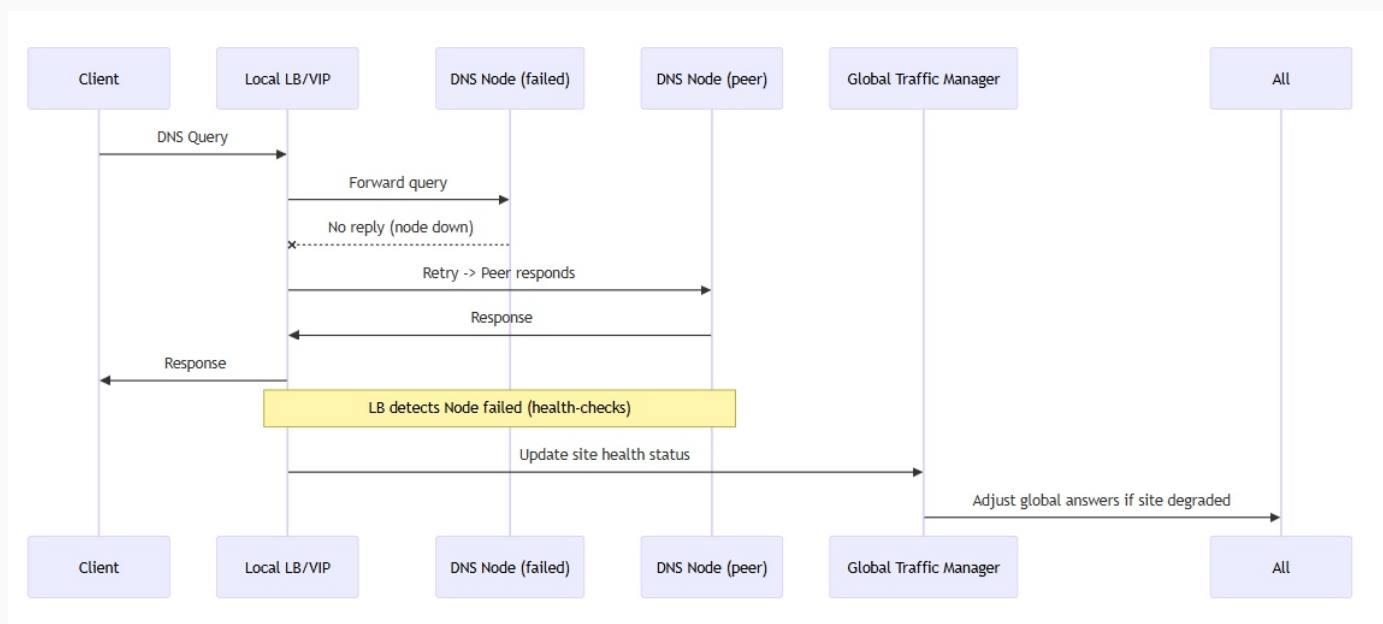 Client
Local LB/VIP
DNS Node (failed)
DNS Node (peer)
Global Traffic Manager
All
DNS Query
Forward query
No reply (node down)
Retry -> Peer responds
Response
Response
LB detects Node failed (health-checks)
Update site health status
Adjust global answers if site degraded
Client
Local LB/VIP
DNS Node (failed)
DNS Node (peer)
Global Traffic Manager
All